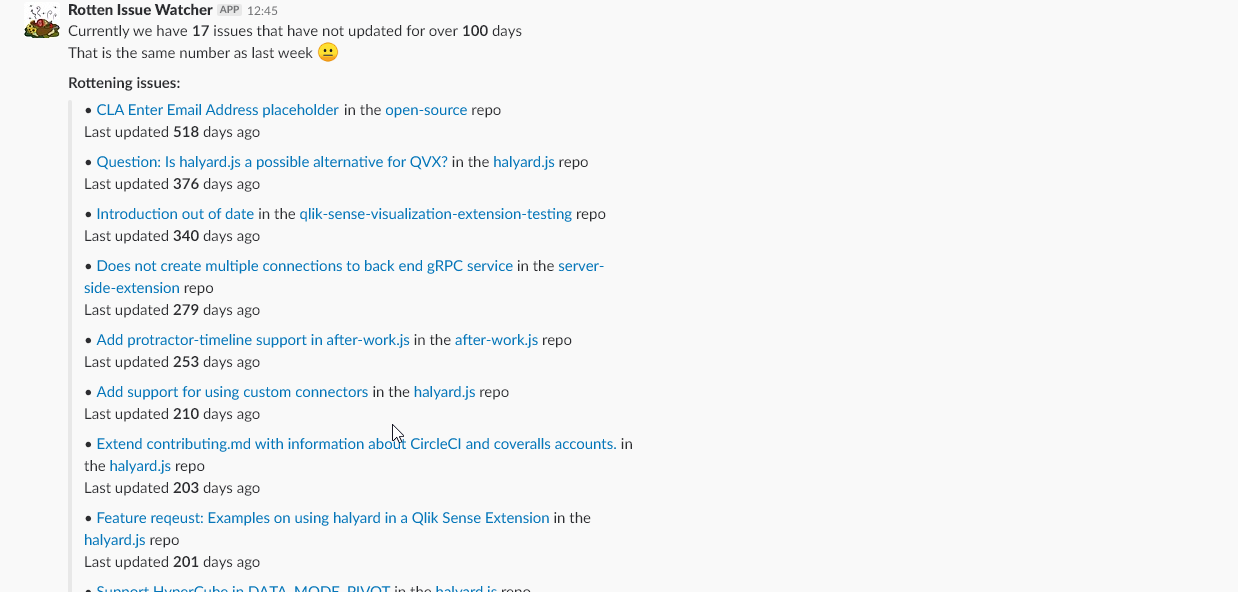 Rotten Issue Watcher APP 12:45
Currently we have 17 issues that have not updated for over 100 days
That is the same number as last week 😐
Rottening issues:
• CLA Enter Email Address placeholder in the open-source repo
Last updated 518 days ago
• Question: Is halyard.js a possible alternative for QVX? in the halyard.js repo
Last updated 376 days ago
• Introduction out of date in the qlik-sense-visualization-extension-testing repo
Last updated 340 days ago
• Does not create multiple connections to back end gRPC service in the server-
side-extension repo
Last updated 279 days ago
• Add protractor-timeline support in after-work.js in the after-work.js repo
Last updated 253 days ago
• Add support for using custom connectors in the halyard.js repo
Last updated 210 days ago
• Extend contributing.md with information about CircleCI and coveralls accounts. in
the halyard.js repo
Last updated 203 days ago
• Feature reqeust: Examples on using halyard in a Qlik Sense Extension in the
halyard.js repo
Last updated 201 days ago
• Support HyperCube in DATA_MODE_PIVOT in the halyard.js repo